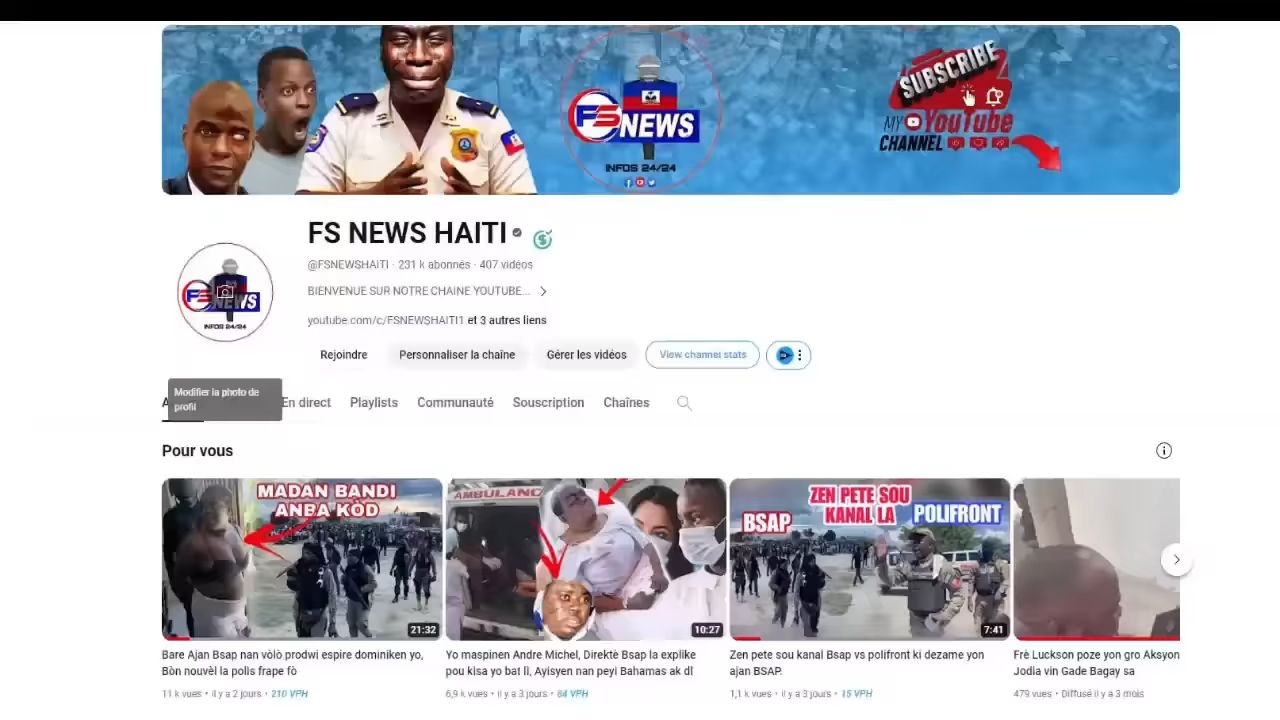 SUBSCRIBE
MY YouTube
CHANNEL
FS NEWS
INFOS 24/24
FS NEWS HAITI
@FSNEWSHAITI · 231 k abonnés · 407 vidéos
BIENVENUE SUR NOTRE CHAINE YOUTUBE...
youtube.com/c/FSNEWSHAITI1 et 3 autres liens
FS NEWS
INFOS 24/24
Rejoindre
Personnaliser la chaîne
Gérer les vidéos
View channel stats
Modifier la photo de
profil
A
En direct
Playlists
Communauté
Souscription
Chaînes
Pour vous
MADAN BANDI
ANBA KÒD
21:32
AMBULANC
10:27
ZEN PETE SOU
KANAL LA
BSAP
POLIFRONT
7:41
Bare Ajan Bsap nan vòlò prodwi espire dominiken yo,
Bòn nouvèl la polis frape fò
11 k vues • il y a 2 jours • 210 VPH
Yo maspinen Andre Michel, Direktè Bsap la explike
pou kisa yo bat li, Ayisyen nan peyi Bahamas ak dl
6,9 k vues • il y a 3 jours • 84 VPH
Zen pete sou kanal Bsap vs polifront ki dezame yon
ajan BSAP.
1,1 k vues • il y a 3 jours • 15 VPH
Frè Luckson poze yon gro Aksyon
Jodia vin Gade Bagay sa
479 vues • Diffusé il y a 3 mois